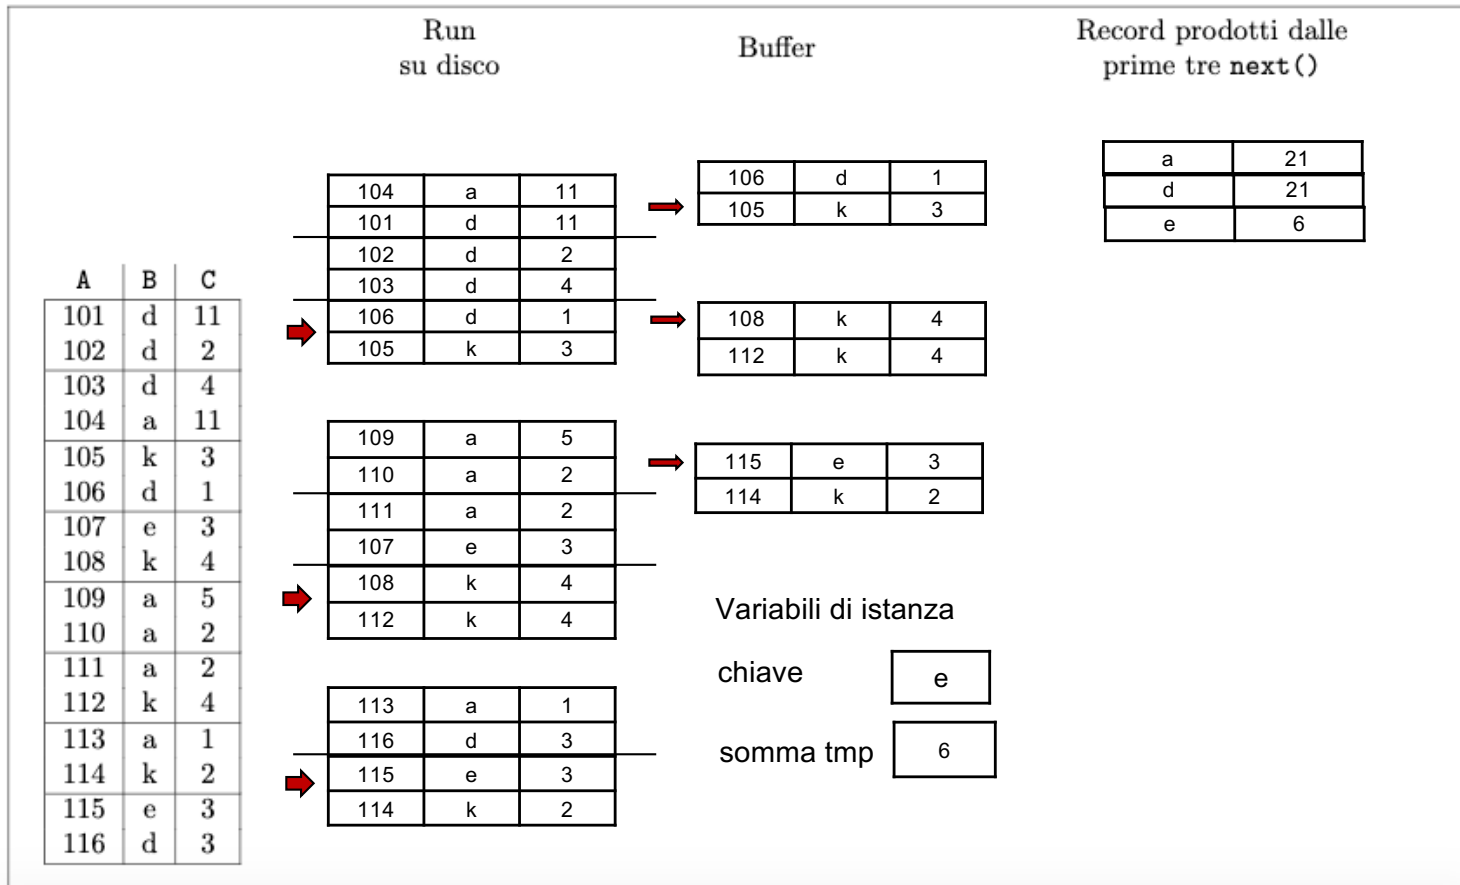 Run
su disco
Buffer
Record prodotti dalle
prime tre next()
A B C
101 d 11
102 d 2
103 d 4
104 a 11
105 k 3
106 d 1
107 e 3
108 k 4
109 a 5
110 a 2
111 a 2
112 k 4
113 a 1
114 k 2
115 e 3
116 d 3
104 a 11
101 d 11
102 d 2
103 d 4
106 d 1
105 k 3
109 a 5
110 a 2
111 a 2
107 e 3
108 k 4
112 k 4
113 a 1
116 d 3
115 e 3
114 k 2
106 d 1
105 k 3
108 k 4
112 k 4
115 e 3
114 k 2
Variabili di istanza
chiave e
somma tmp 6
a 21
d 21
e 6